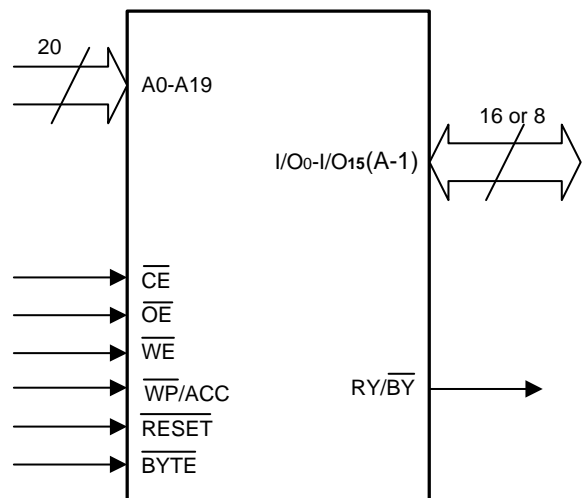 20
A0-A19
16 or 8
I/O0-I/O15(A-1)
CE
OE
WE
WP/ACC
RY/BY
RESET
BYTE